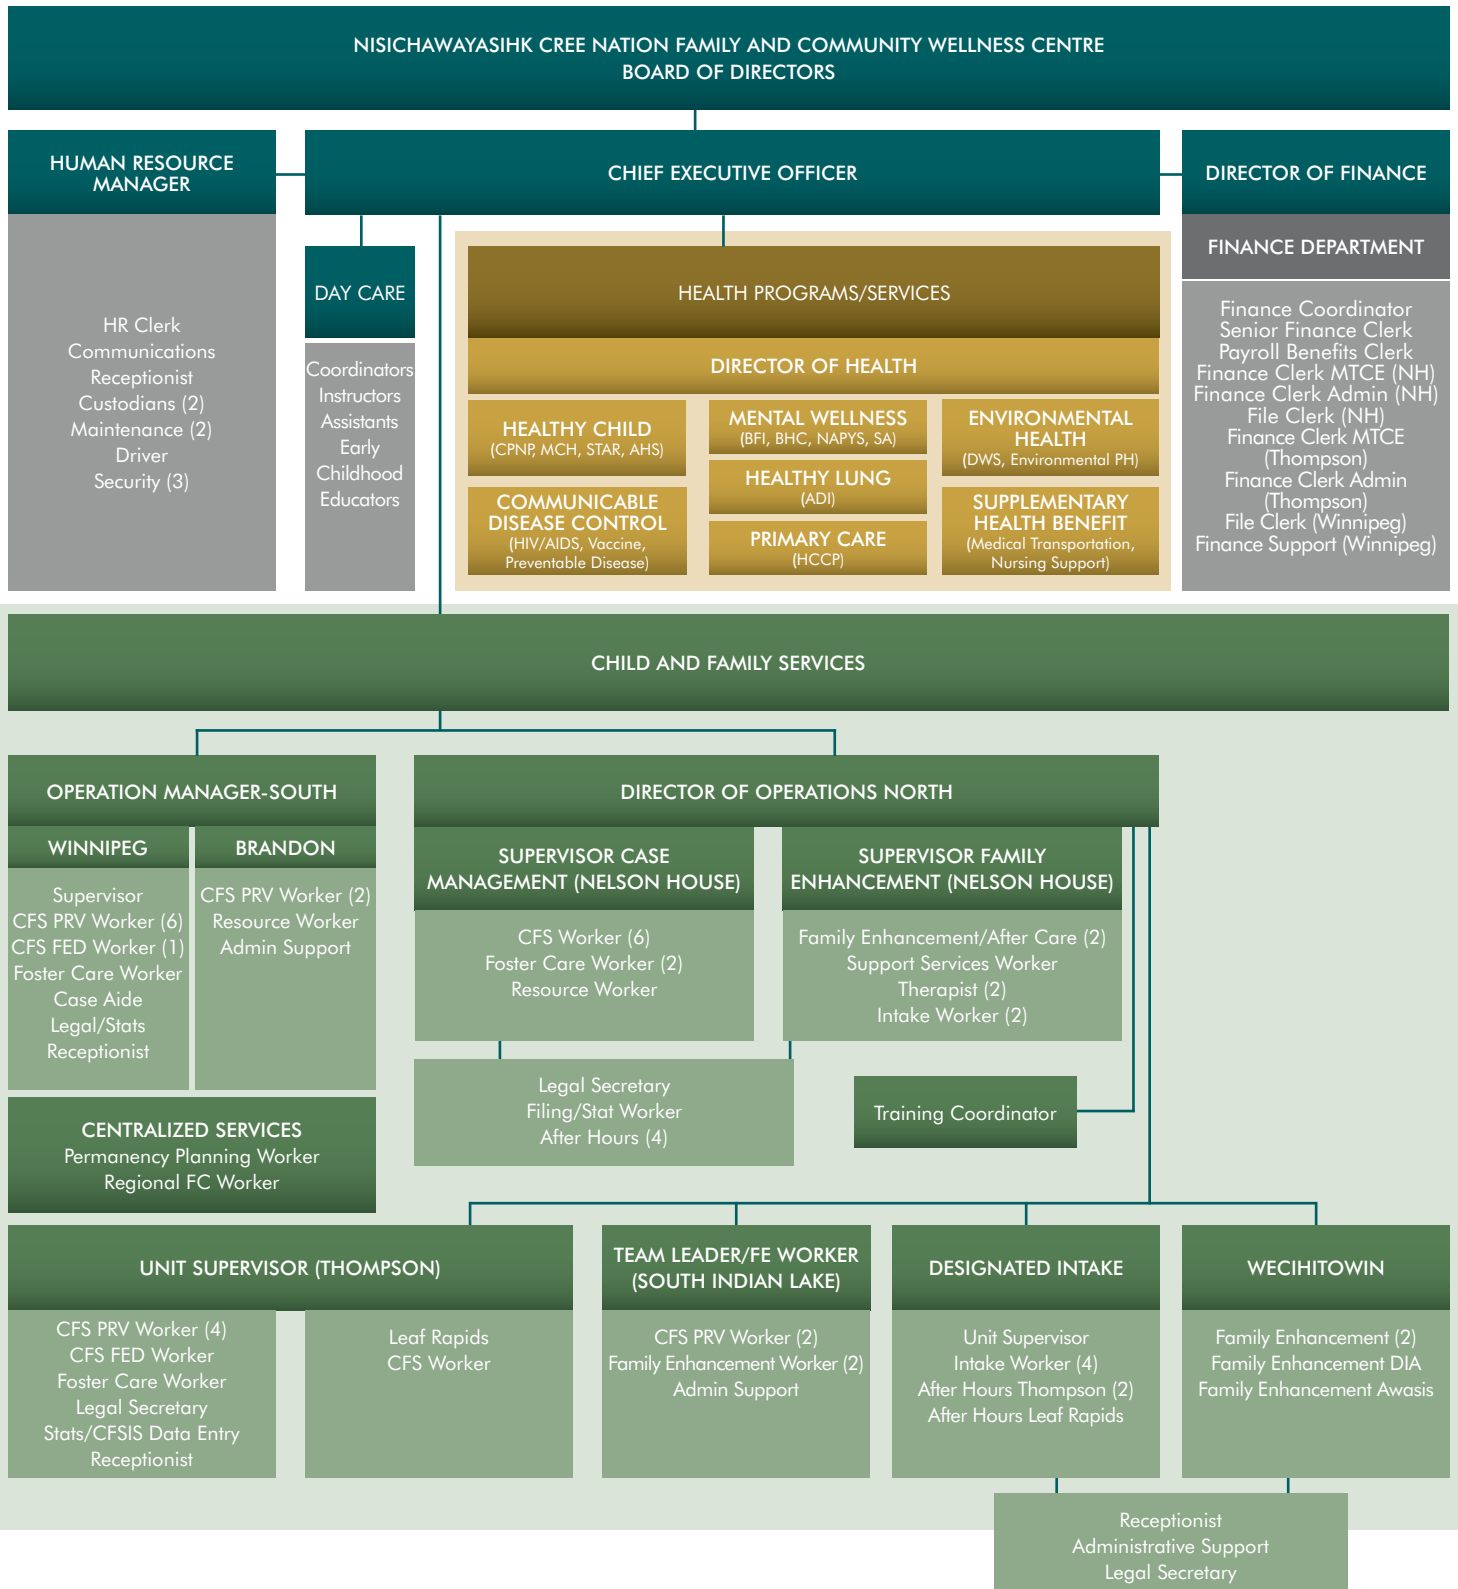 NISICHAWAYASIHK CREE NATION FAMILY AND COMMUNITY WELLNESS CENTRE
BOARD OF DIRECTORS
HUMAN RESOURCE
MANAGER
HR Clerk
Communications
Receptionist
Custodians (2)
Maintenance (2)
Driver
Security (3)
CHIEF EXECUTIVE OFFICER
DIRECTOR OF FINANCE
FINANCE DEPARTMENT
Finance Coordinator
Senior Finance Clerk
Payroll Benefits Clerk
Finance Clerk MTCE (NH)
Finance Clerk Admin (NH)
File Clerk (NH)
Finance Clerk MTCE
(Thompson)
Finance Clerk Admin
(Thompson)
File Clerk (Winnipeg)
Finance Support (Winnipeg)
DAY CARE
Coordinators
Instructors
Assistants
Early
Childhood
Educators
HEALTH PROGRAMS/SERVICES
DIRECTOR OF HEALTH
HEALTHY CHILD
(CPNP, MCH, STAR, AHS)
COMMUNICABLE
DISEASE CONTROL
(HIV/AIDS, Vaccine,
Preventable Disease)
MENTAL WELLNESS
(BFI, BHC, NAPYS, SA)
HEALTHY LUNG
(ADI)
PRIMARY CARE
(HCCP)
ENVIRONMENTAL
HEALTH
(DWS, Environmental PH)
SUPPLEMENTARY
HEALTH BENEFIT
(Medical Transportation,
Nursing Support)
CHILD AND FAMILY SERVICES
OPERATION MANAGER-SOUTH
WINNIPEG
Supervisor
CFS PRV Worker (6)
CFS FED Worker (1)
Foster Care Worker
Case Aide
Legal/Stats
Receptionist
BRANDON
CFS PRV Worker (2)
Resource Worker
Admin Support
CENTRALIZED SERVICES
Permanency Planning Worker
Regional FC Worker
DIRECTOR OF OPERATIONS NORTH
SUPERVISOR CASE
MANAGEMENT (NELSON HOUSE)
CFS Worker (6)
Foster Care Worker (2)
Resource Worker
SUPERVISOR FAMILY
ENHANCEMENT (NELSON HOUSE)
Family Enhancement/After Care (2)
Support Services Worker
Therapist (2)
Intake Worker (2)
Legal Secretary
Filing/Stat Worker
After Hours (4)
Training Coordinator
UNIT SUPERVISOR (THOMPSON)
CFS PRV Worker (4)
CFS FED Worker
Foster Care Worker
Legal Secretary
Stats/CFSIS Data Entry
Receptionist
Leaf Rapids
CFS Worker
TEAM LEADER/FE WORKER
(SOUTH INDIAN LAKE)
CFS PRV Worker (2)
Family Enhancement Worker (2)
Admin Support
DESIGNATED INTAKE
Unit Supervisor
Intake Worker (4)
After Hours Thompson (2)
After Hours Leaf Rapids
WECIHITOWIN
Family Enhancement (2)
Family Enhancement DIA
Family Enhancement Awasis
Receptionist
Administrative Support
Legal Secretary